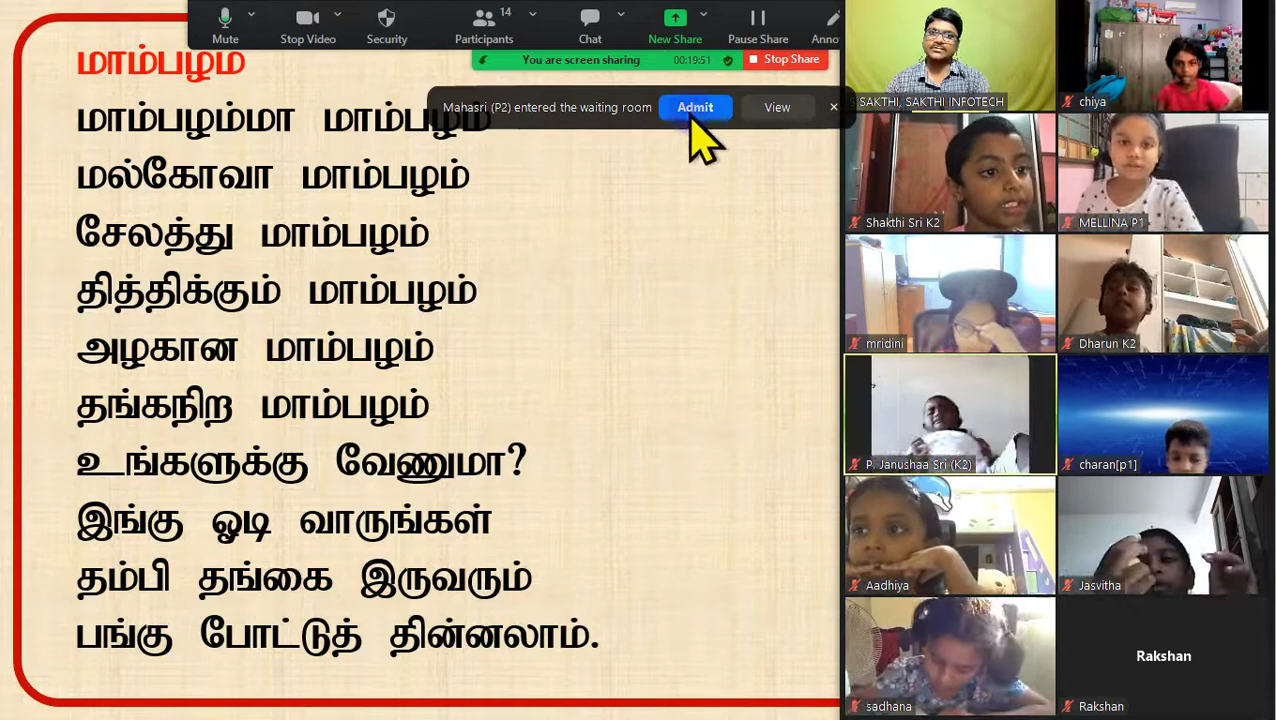 Mute
Stop Video
Security
Participants
14
Chat
New Share
Pause Share
Anno
You are screen sharing
00:19:51
Stop Share
Mahasri (P2) entered the waiting room
Admit
View
மாம்பழம்
மாம்பழம்மா மாம்பழம்
மல்கோவா மாம்பழம்
சேலத்து மாம்பழம்
தித்திக்கும் மாம்பழம்
அழகான மாம்பழம்
தங்கநிற மாம்பழம்
உங்களுக்கு வேணுமா?
இங்கு ஓடி வாருங்கள்
தம்பி தங்கை இருவரும்
பங்கு போட்டுத் தின்னலாம்.
SAKTHI, SAKTHI INFOTECH
chiya
Shakthi Sri K2
MELLINA P1
mridini
Dharun K2
P. Janushaa Sri (K2)
charan[p1]
Aadhiya
Jasvitha
sadhana
Rakshan
Rakshan